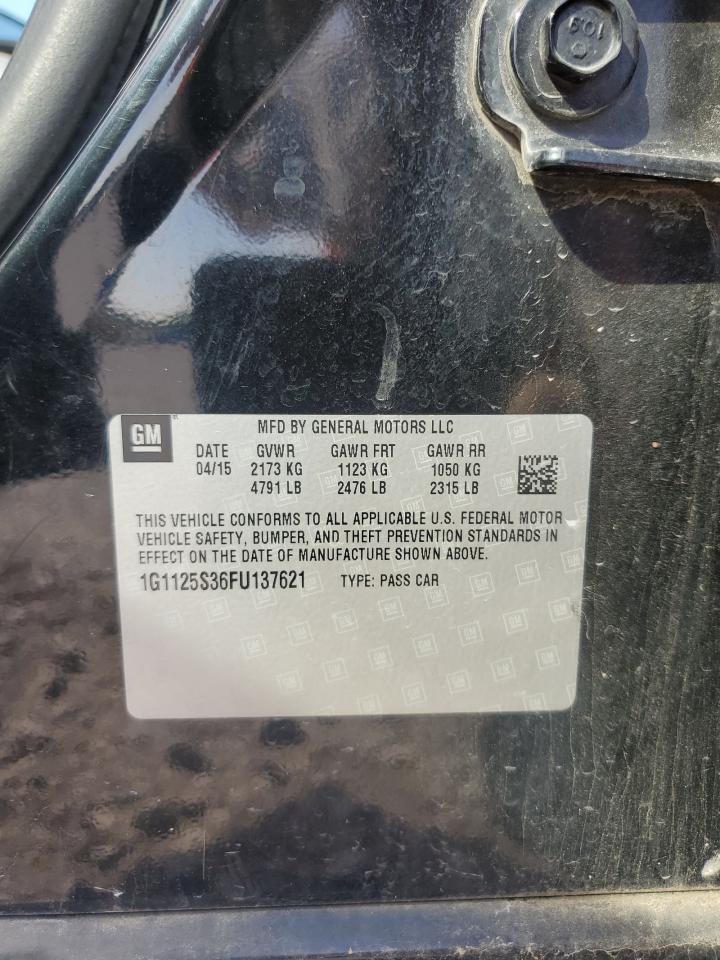 10.9
GM
MFD BY GENERAL MOTORS LLC
DATE GVWR GAWR FRT GAWR RR
04/15 2173 KG 1123 KG 1050 KG
4791 LB 2476 LB 2315 LB
THIS VEHICLE CONFORMS TO ALL APPLICABLE U.S. FEDERAL MOTOR
VEHICLE SAFETY, BUMPER, AND THEFT PREVENTION STANDARDS IN
EFFECT ON THE DATE OF MANUFACTURE SHOWN ABOVE.
1G1125S36FU137621 TYPE: PASS CAR